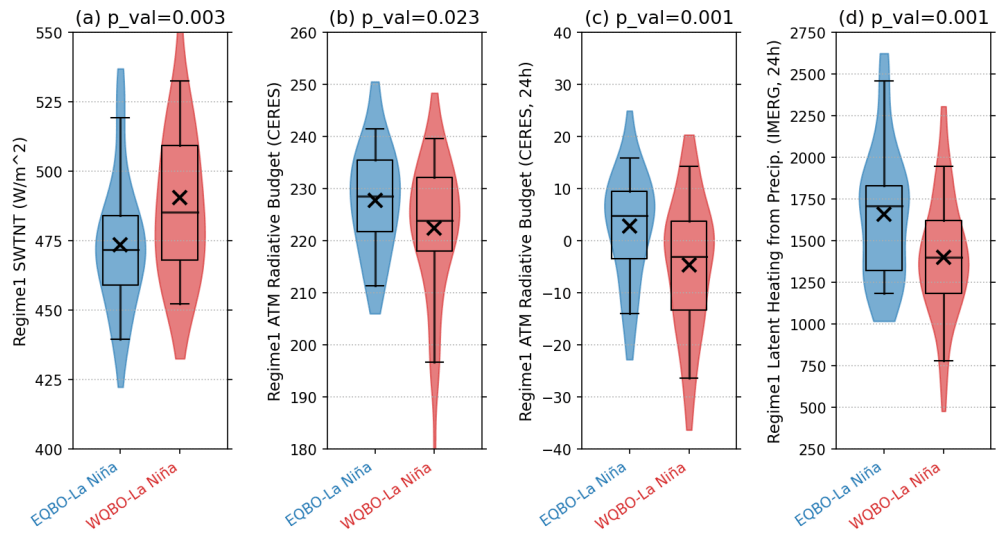 (a) p_val=0.003
(b) p_val=0.023
(c) p_val=0.001
(d) p_val=0.001
Regime1 SWTNT (W/m^2)
550
525
500
475
450
425
400
EQBO-La Niña
WQBO-La Niña
Regime1 ATM Radiative Budget (CERES)
260
250
240
230
220
210
200
190
180
EQBO-La Niña
WQBO-La Niña
Regime1 ATM Radiative Budget (CERES, 24h)
40
30
20
10
0
−10
−20
−30
−40
EQBO-La Niña
WQBO-La Niña
Regime1 Latent Heating from Precip. (IMERG, 24h)
2750
2500
2250
2000
1750
1500
1250
1000
750
500
250
EQBO-La Niña
WQBO-La Niña